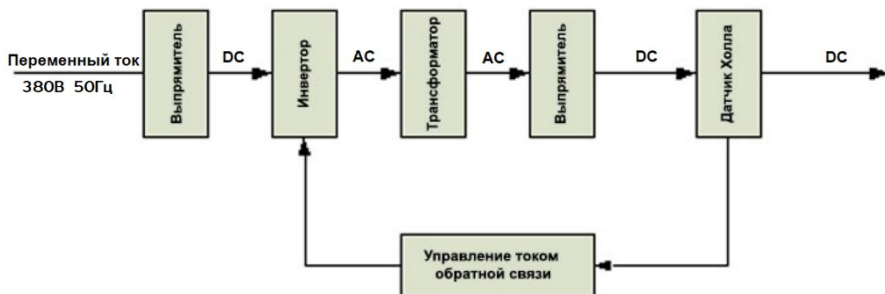 Переменный ток
380В 50Гц
Выпрямитель
DC
Инвертор
AC
Трансформатор
AC
Выпрямитель
DC
Датчик Холла
DC
Управление током
обратной связи